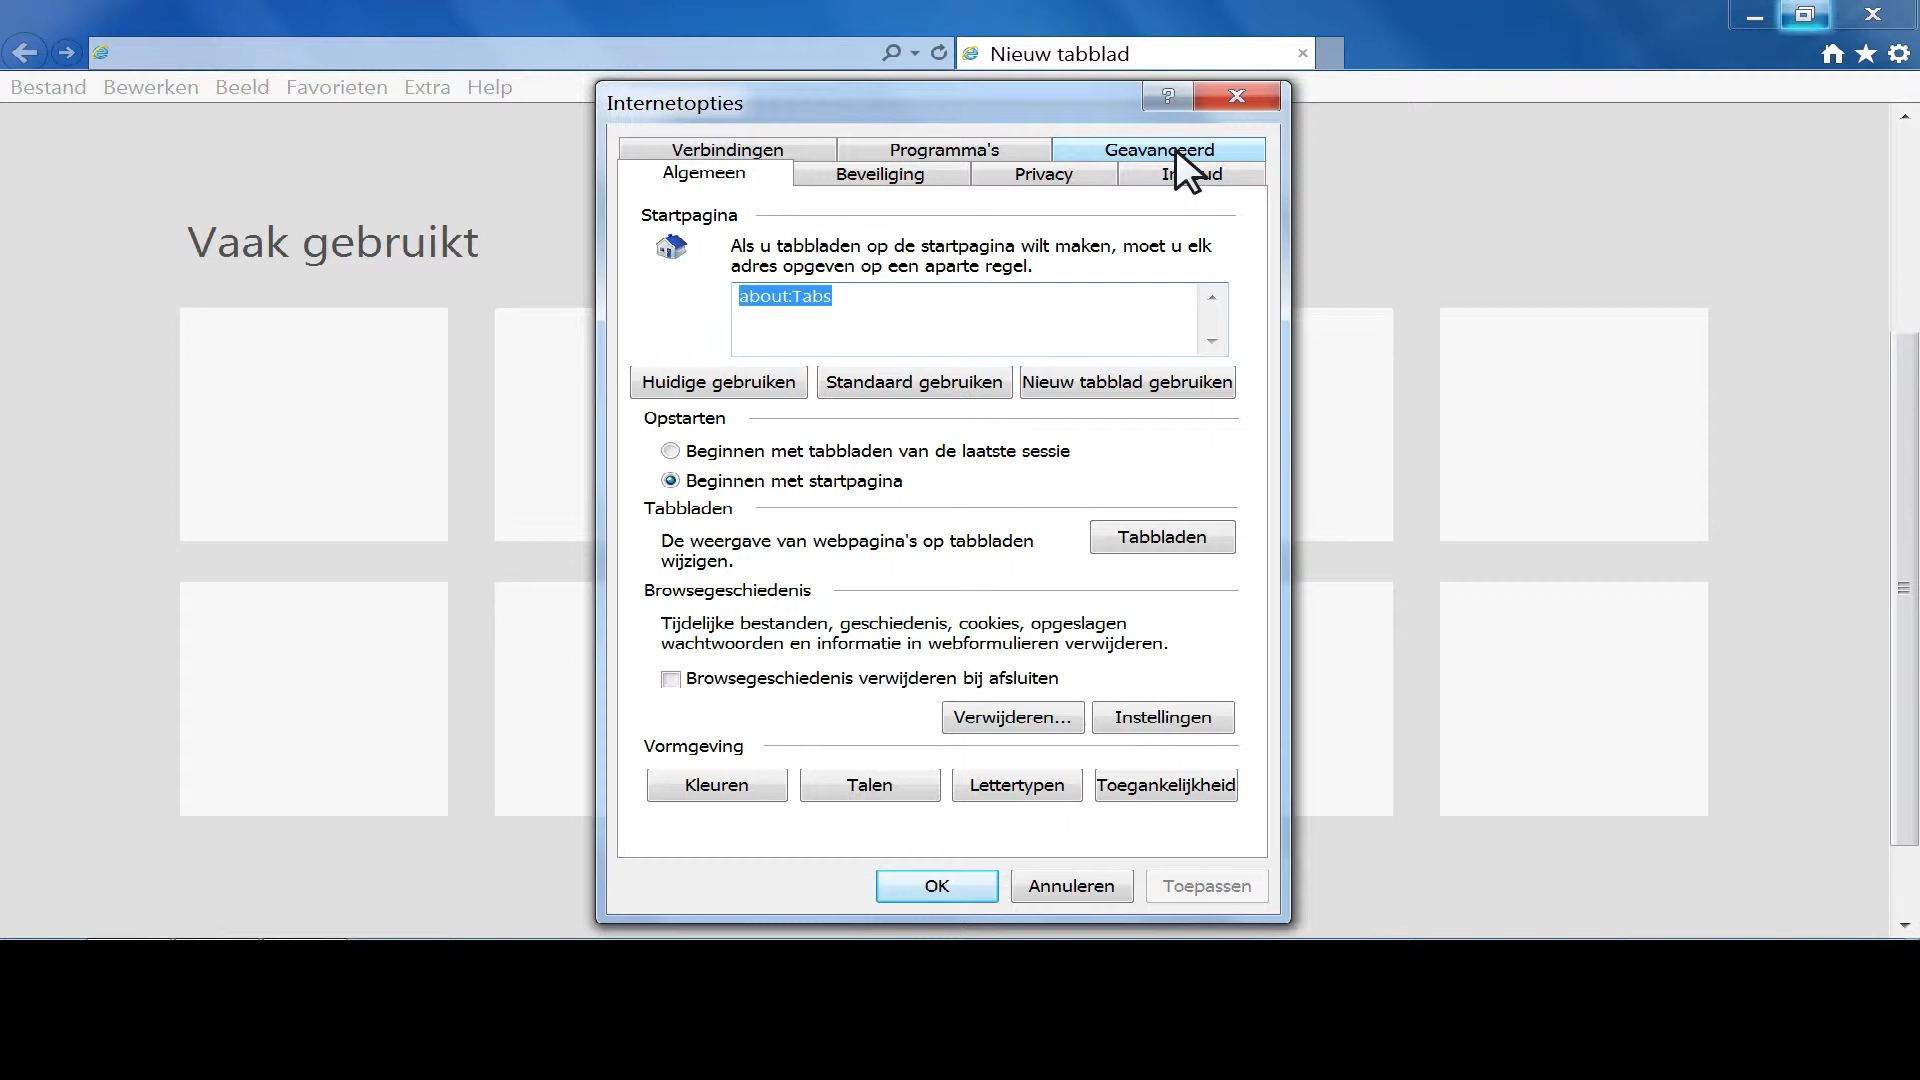 Nieuw tabblad
Bestand Bewerken Beeld Favorieten Extra Help
Internetopties
Verbindingen Programma's Geavanceerd
Algemeen Beveiliging Privacy
Startpagina
Als u tabbladen op de startpagina wilt maken, moet u elk
adres opgeven op een aparte regel.
about:Tabs
Huidige gebruiken Standaard gebruiken Nieuw tabblad gebruiken
Opstarten
Beginnen met tabbladen van de laatste sessie
Beginnen met startpagina
Tabbladen
De weergave van webpagina's op tabbladen
wijzigen.
Tabbladen
Browsegeschiedenis
Tijdelijke bestanden, geschiedenis, cookies, opgeslagen
wachtwoorden en informatie in webformulieren verwijderen.
Browsegeschiedenis verwijderen bij afsluiten
Verwijderen... Instellingen
Vormgeving
Kleuren Talen Lettertypen Toegankelijkheid
OK Annuleren Toepassen
Vaak gebruikt